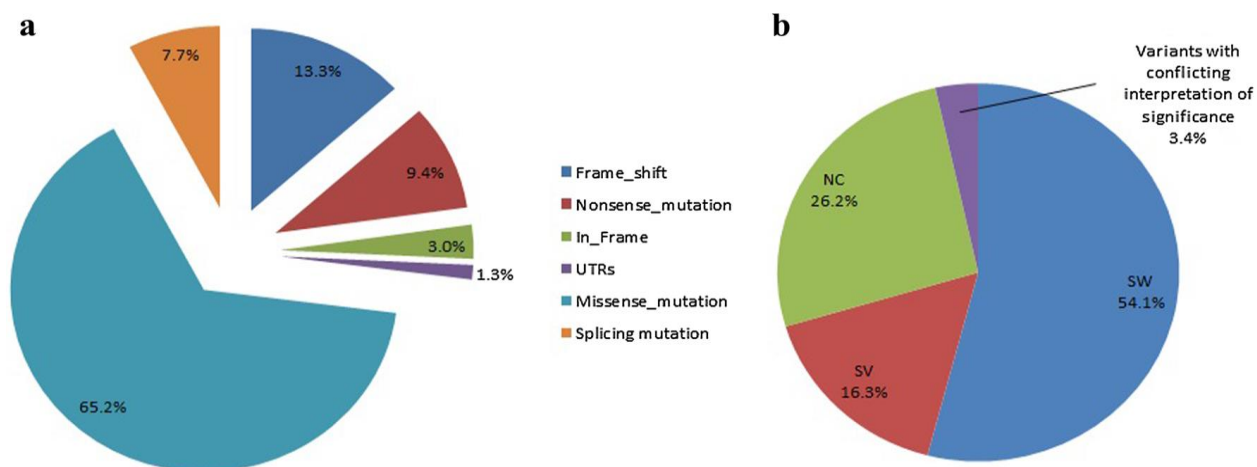 a
7.7%
13.3%
9.4%
3.0%
1.3%
65.2%
Frame_shift
Nonsense_mutation
In_Frame
UTRs
Missense_mutation
Splicing mutation
b
Variants with
conflicting
interpretation of
significance
3.4%
NC
26.2%
SW
54.1%
SV
16.3%